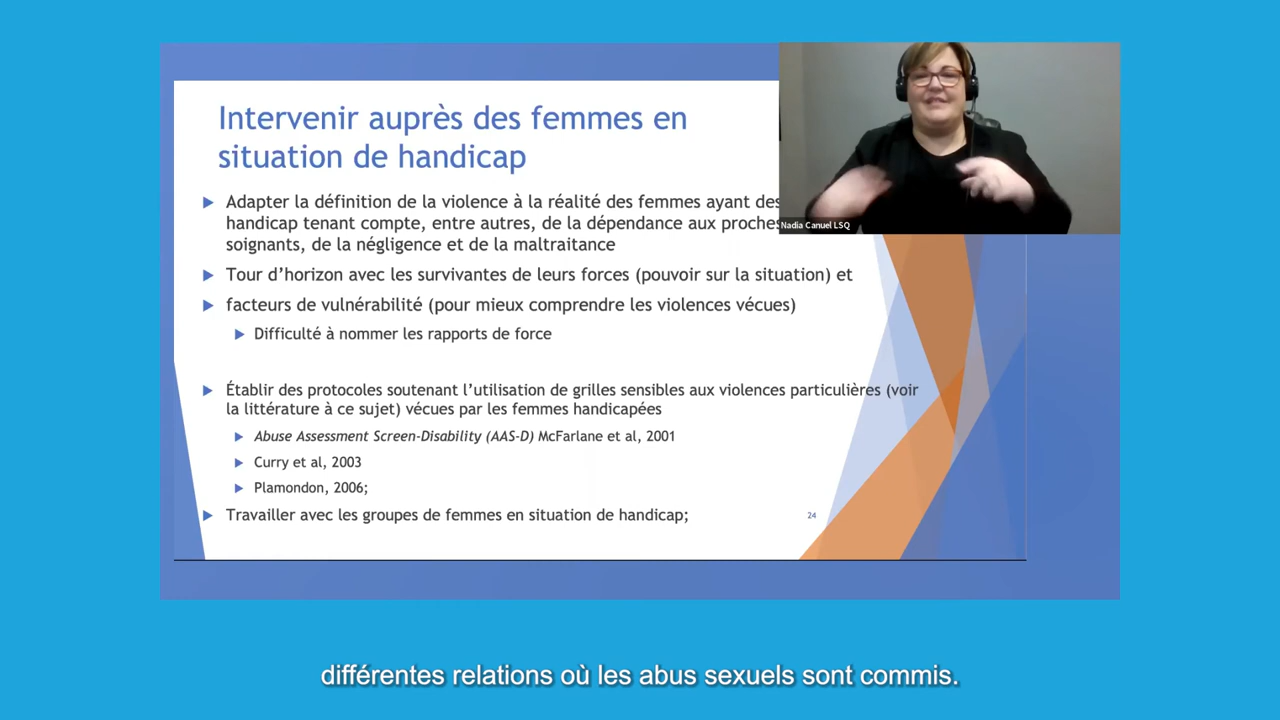 Intervenir auprès des femmes en
situation de handicap
Adapter la définition de la violence à la réalité des femmes ayant des
handicap tenant compte, entre autres, de la dépendance aux proches
soignants, de la négligence et de la maltraitance
Tour d’horizon avec les survivantes de leurs forces (pouvoir sur la situation) et
facteurs de vulnérabilité (pour mieux comprendre les violences vécues)
Difficulté à nommer les rapports de force
Établir des protocoles soutenant l’utilisation de grilles sensibles aux violences particulières (voir
la littérature à ce sujet) vécues par les femmes handicapées
Abuse Assessment Screen-Disability (AAS-D) McFarlane et al, 2001
Curry et al, 2003
Plamondon, 2006;
Travailler avec les groupes de femmes en situation de handicap;
24
Nadia Canuel LSQ
différentes relations où les abus sexuels sont commis.